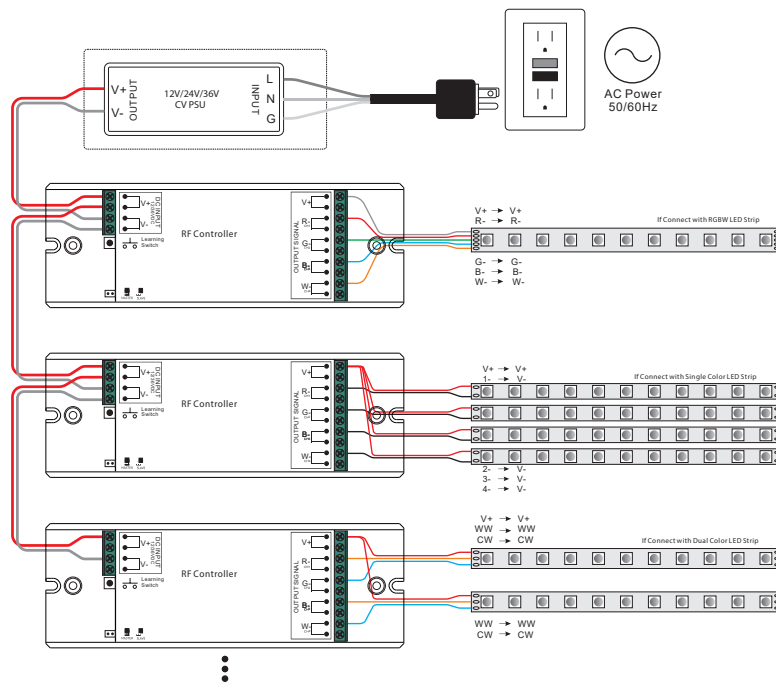 V+
V-
OUTPUT
12V/24V/36V
CV PSU
INPUT
L
N
G
AC Power
50/60Hz
V+
V-
DC INPUT
Learning
Switch
RF Controller
OUTPUT SIGNAL
V+
R-
G-
B-
W-
V+ → V+
R- → R-
If Connect with RGBW LED Strip
G- → G-
B- → B-
W- → W-
V+
V-
DC INPUT
Learning
Switch
RF Controller
OUTPUT SIGNAL
V+
R-
G-
B-
W-
V+ → V+
1- → V-
If Connect with Single Color LED Strip
2- → V-
3- → V-
4- → V-
V+
V-
DC INPUT
Learning
Switch
RF Controller
OUTPUT SIGNAL
V+
R-
G-
B-
W-
V+ → V+
WW → WW
CW → CW
If Connect with Dual Color LED Strip
WW → WW
CW → CW